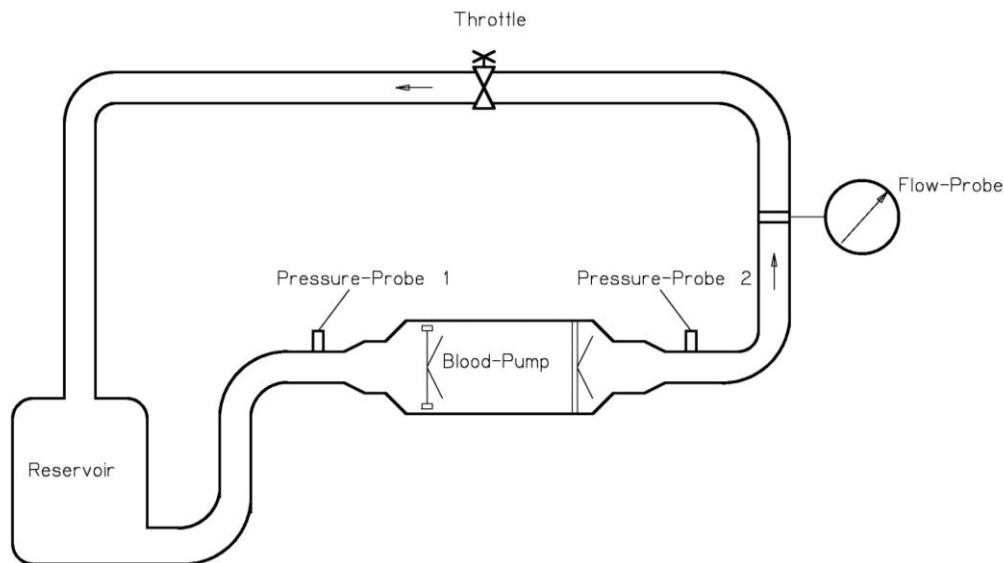 Throttle
Flow-Probe
Pressure-Probe 1
Pressure-Probe 2
Blood-Pump
Reservoir